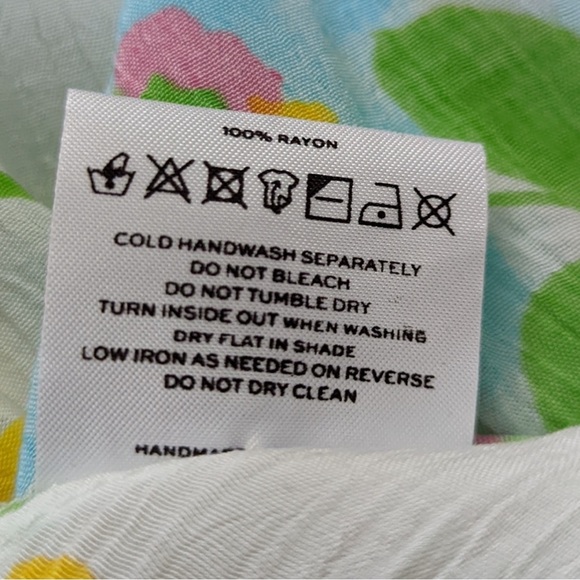 100% RAYON
COLD HANDWASH SEPARATELY
DO NOT BLEACH
DO NOT TUMBLE DRY
TURN INSIDE OUT WHEN WASHING
DRY FLAT IN SHADE
LOW IRON AS NEEDED ON REVERSE
DO NOT DRY CLEAN